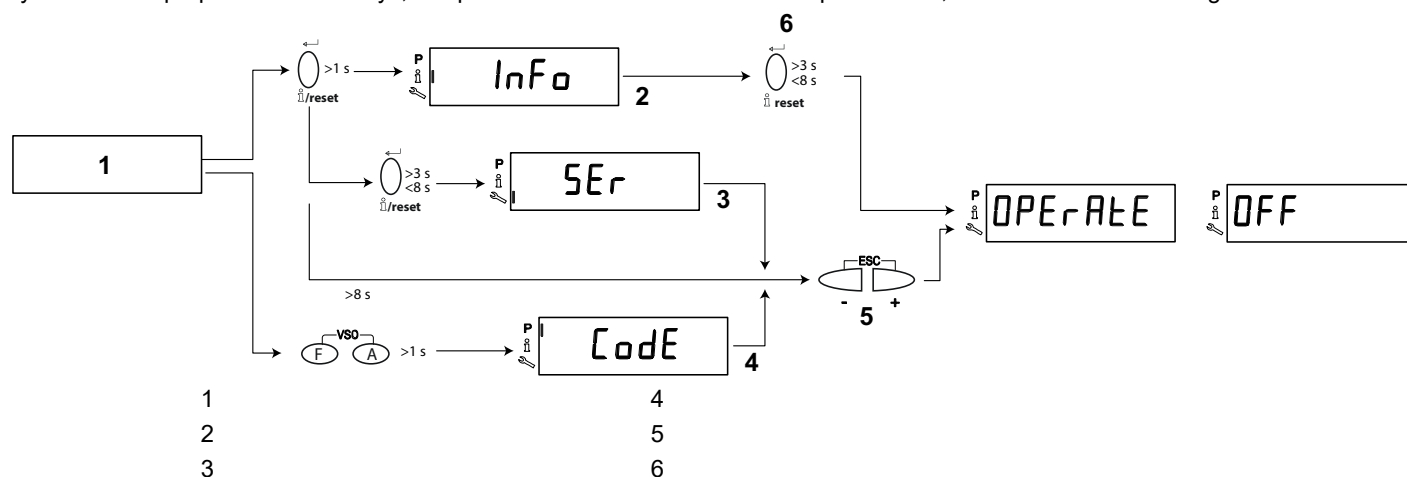 6
>1 s
P
InFo
2
>3 s
<8 s
i/reset
i reset
1
>3 s
<8 s
P
SEr
3
i/reset
P
OPErAtE
P
OFF
ESC
>8 s
- +
5
VSO
F A >1 s
P
CodE
4
1 4
2 5
3 6